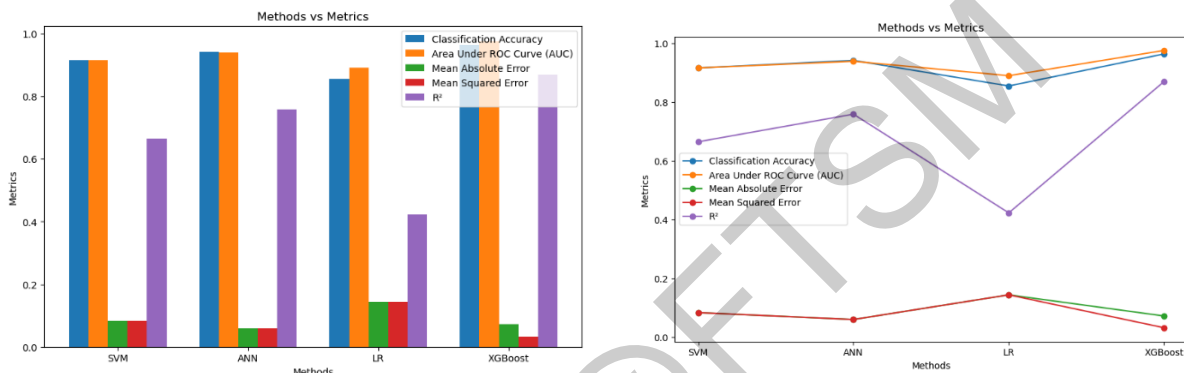 Methods vs Metrics
1.0
0.8
0.6
0.4
0.2
0.0
Metrics
Classification Accuracy
Area Under ROC Curve (AUC)
Mean Absolute Error
Mean Squared Error
R²
SVM
ANN
LR
XGBoost
Methods
Methods vs Metrics
1.0
0.8
0.6
0.4
0.2
0.0
Metrics
Classification Accuracy
Area Under ROC Curve (AUC)
Mean Absolute Error
Mean Squared Error
R²
SVM
ANN
LR
XGBoost
Methods
FTSM